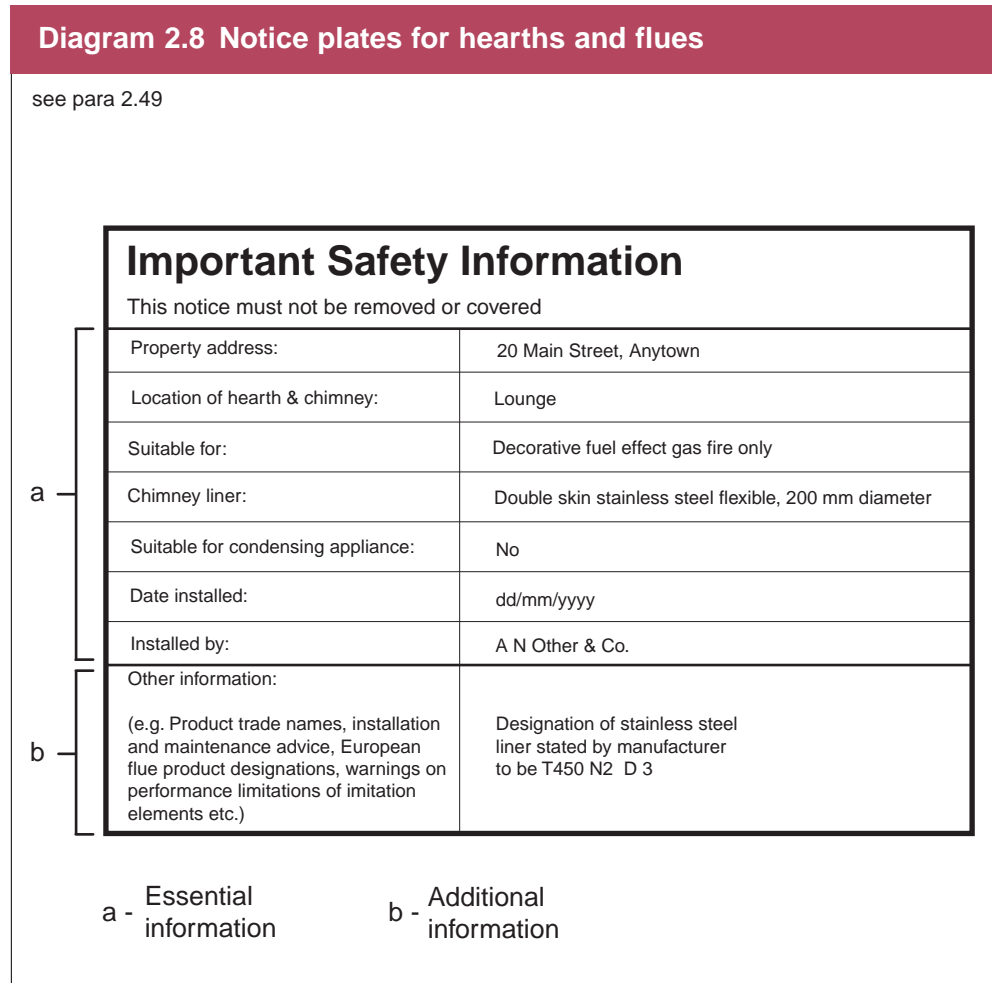 Diagram 2.8 Notice plates for hearths and flues
see para 2.49
Important Safety Information
This notice must not be removed or covered
a
Property address: 20 Main Street, Anytown
Location of hearth & chimney: Lounge
Suitable for: Decorative fuel effect gas fire only
Chimney liner: Double skin stainless steel flexible, 200 mm diameter
Suitable for condensing appliance: No
Date installed: dd/mm/yyyy
Installed by: A N Other & Co.
b
Other information:
(e.g. Product trade names, installation
and maintenance advice, European
flue product designations, warnings on
performance limitations of imitation
elements etc.)
Designation of stainless steel
liner stated by manufacturer
to be T450 N2 D 3
a - Essential
information
b - Additional
information